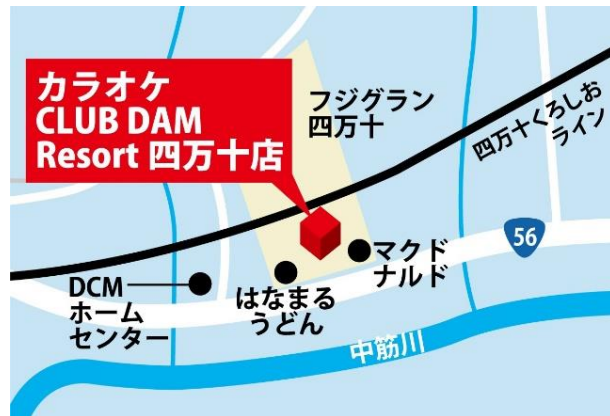 カラオケ
CLUB DAM
Resort 四万十店
フジグラン
四万十
四万十くろしお
ライン
56
マクド
ナルド
はなまる
うどん
DCM
ホーム
センター
中筋川